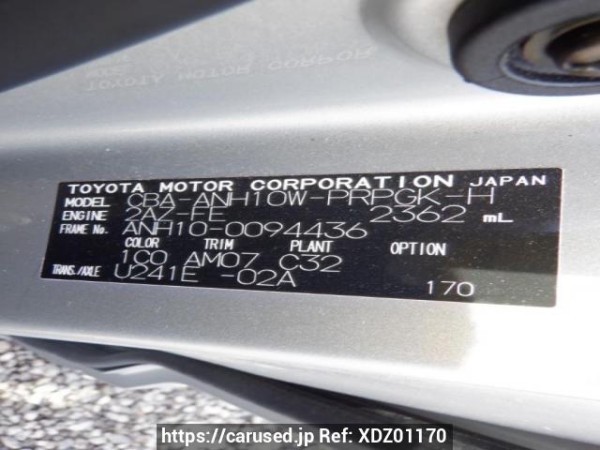 TOYOTA MOTOR CORPORATION JAPAN
MODEL CBA-ANH10W-PRPGK-H
ENGINE 2AZ-FE 2362 mL
FRAME No. ANH10-0094436
COLOR TRIM PLANT OPTION
1C0 AM07 C32
TRANS./AXLE U241E -02A 170
https://carused.jp Ref: XDZ01170